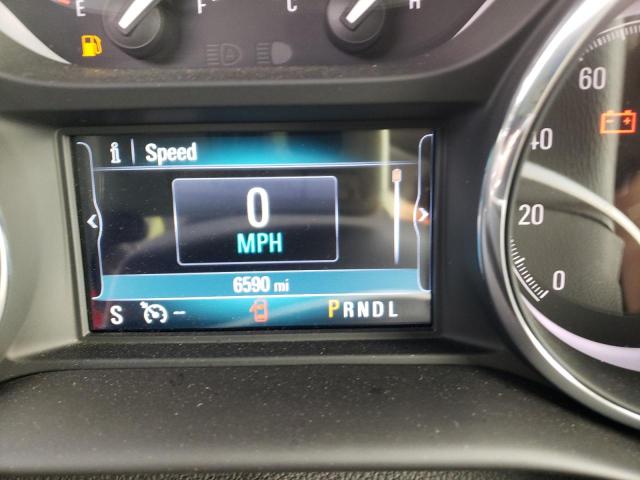 E F C H
i Speed
0
MPH
6590 mi
S -- PRNDL
60
40
20
0